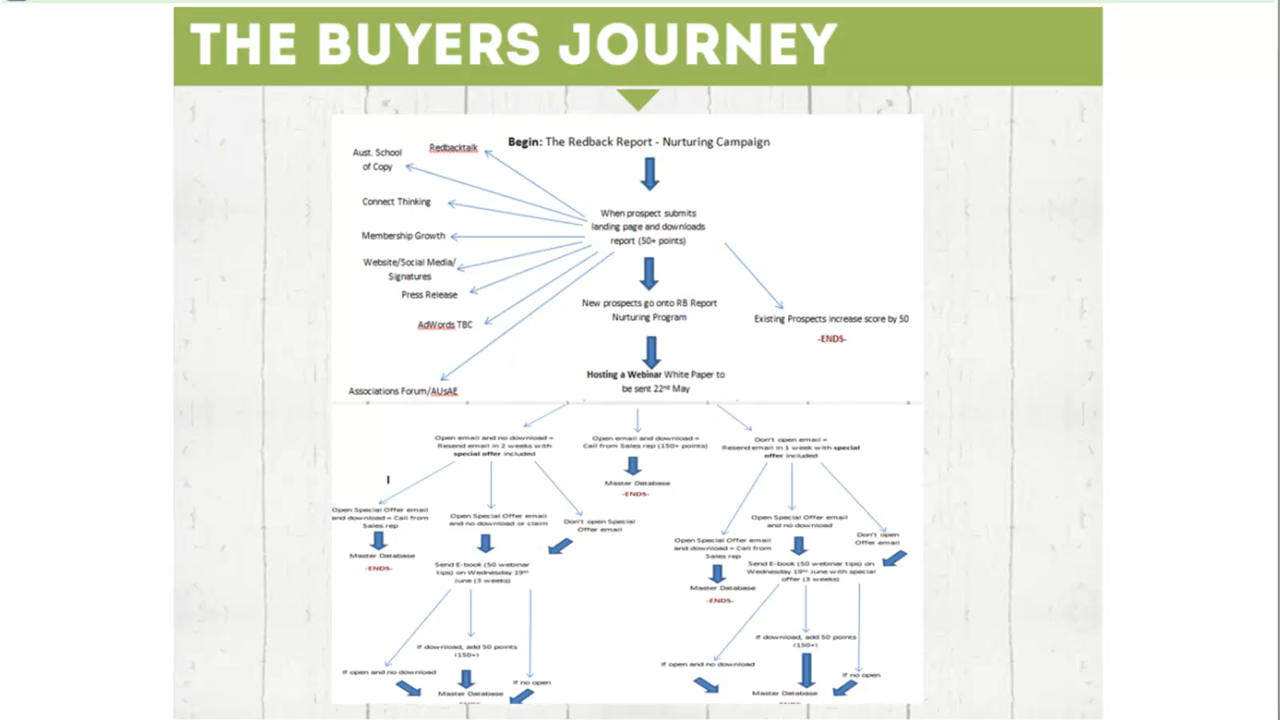 THE BUYERS JOURNEY
Begin: The Redback Report - Nurturing Campaign
Redbacktalk
Aust. School
of Copy
Connect Thinking
Membership Growth
Website/Social Media/
Signatures
Press Release
AdWords TBC
Associations Forum/AUsAE
When prospect submits
landing page and downloads
report (50+ points)
New prospects go onto RB Report
Nurturing Program
Existing Prospects increase score by 50
-ENDS-
Hosting a Webinar White Paper to
be sent 22nd May
Open email and no download =
Resend email in 2 weeks with
special offer included
Open email and download =
Call from Sales rep (150+ points)
Master Database
-ENDS-
Don't open email =
Resend email in 1 week with special
offer included
Open Special Offer email
and download = Call from
Sales rep
Master Database
-ENDS-
Open Special Offer email
and no download or claim
Don't open Special
Offer email
Send E-book (50 webinar
tips) on Wednesday 19th
June (3 weeks)
If open and no download
If download, add 50 points
(150+)
If no open
Master Database
Open Special Offer email
and download = Call from
Sales rep
Master Database
-ENDS-
Open Special Offer email
and no download
Don't open
Offer email
Send E-book (50 webinar tips) on
Wednesday 19th June with special
offer (3 weeks)
If open and no download
If download, add 50 points
(150+)
If no open
Master Database